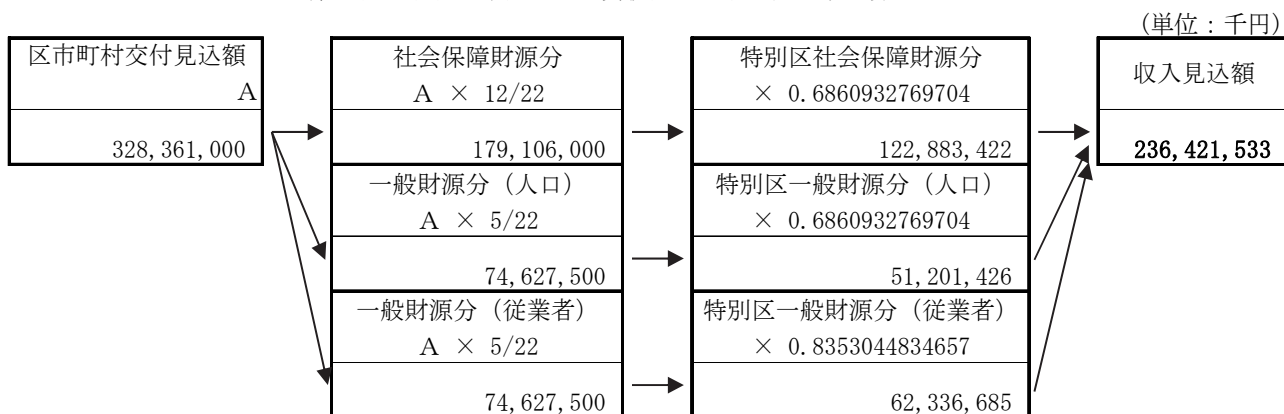 (単位：千円)
区市町村交付見込額
A
328,361,000
社会保障財源分
A × 12/22
179,106,000
特別区社会保障財源分
× 0.6860932769704
122,883,422
収入見込額
236,421,533
一般財源分（人口）
A × 5/22
74,627,500
特別区一般財源分（人口）
× 0.6860932769704
51,201,426
一般財源分（従業者）
A × 5/22
74,627,500
特別区一般財源分（従業者）
× 0.8353044834657
62,336,685